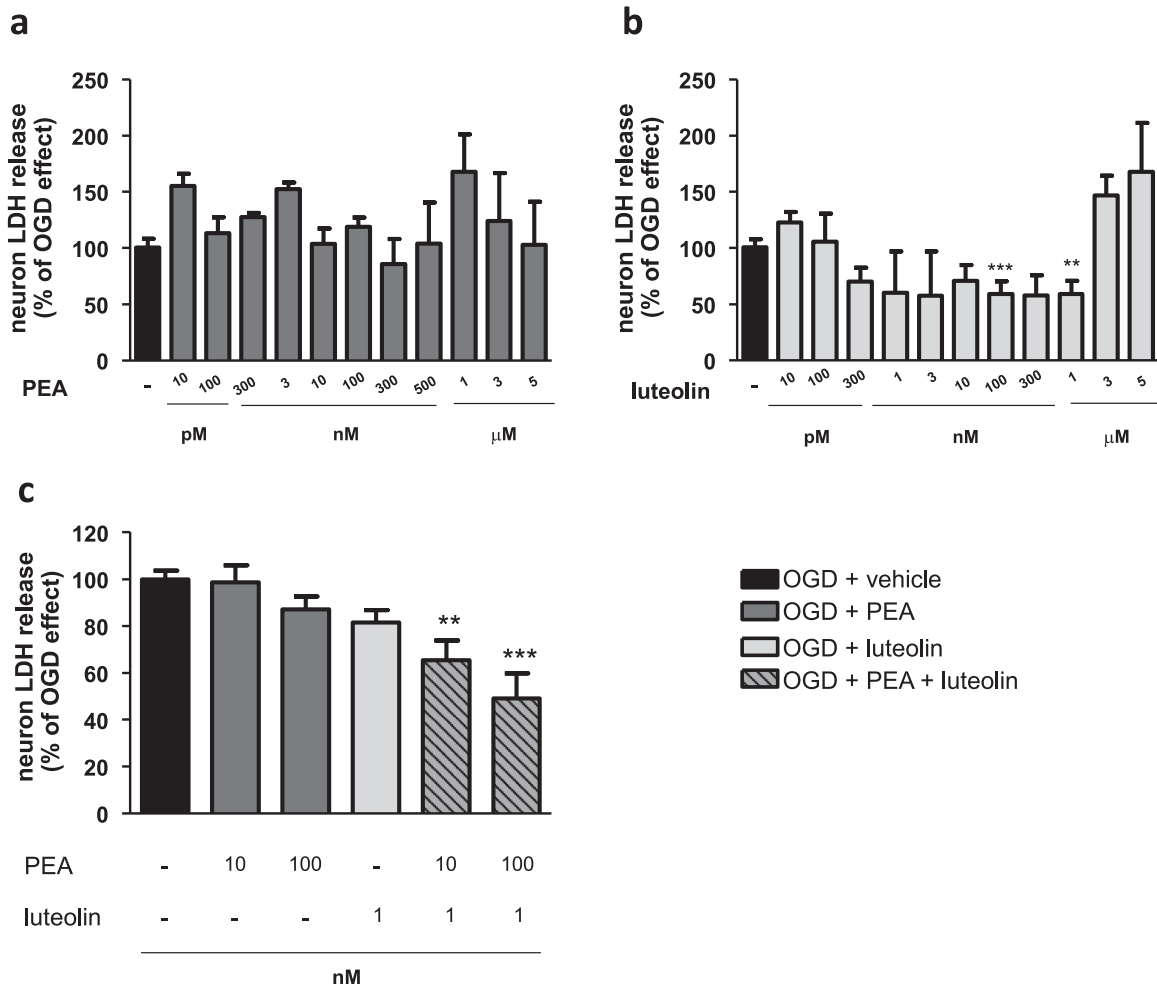 a
neuron LDH release
(% of OGD effect)
250
200
150
100
50
0
PEA
- 10 100 300 3 10 100 300 500 1 3 5
pM nM μM
b
neuron LDH release
(% of OGD effect)
250
200
150
100
50
0
*** **
luteolin
- 10 100 300 1 3 10 100 300 1 3 5
pM nM μM
c
neuron LDH release
(% of OGD effect)
120
100
80
60
40
20
0
** ***
PEA - 10 100 - 10 100
luteolin - - - 1 1 1
nM
OGD + vehicle
OGD + PEA
OGD + luteolin
OGD + PEA + luteolin